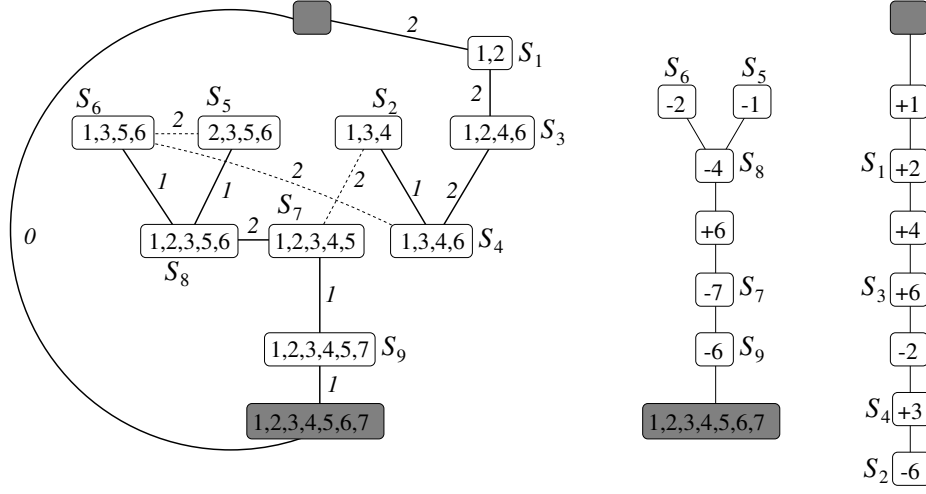 2
1,2 S1
S6 S5 S2 2
1,3,5,6 2 2,3,5,6 1,3,4 1,2,4,6 S3
1 1 2 2 1 2
0 S7
1,2,3,5,6 2 1,2,3,4,5 1,3,4,6 S4
S8
1
1,2,3,4,5,7 S9
1
1,2,3,4,5,6,7
S6 S5
-2 -1
-4 S8
+6
-7 S7
-6 S9
1,2,3,4,5,6,7
+1
S1 +2
+4
S3 +6
-2
S4 +3
S2 -6